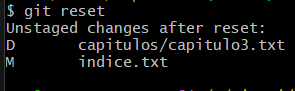 $ git reset
Unstaged changes after reset:
D       capitulos/capitulo3.txt
M       indice.txt